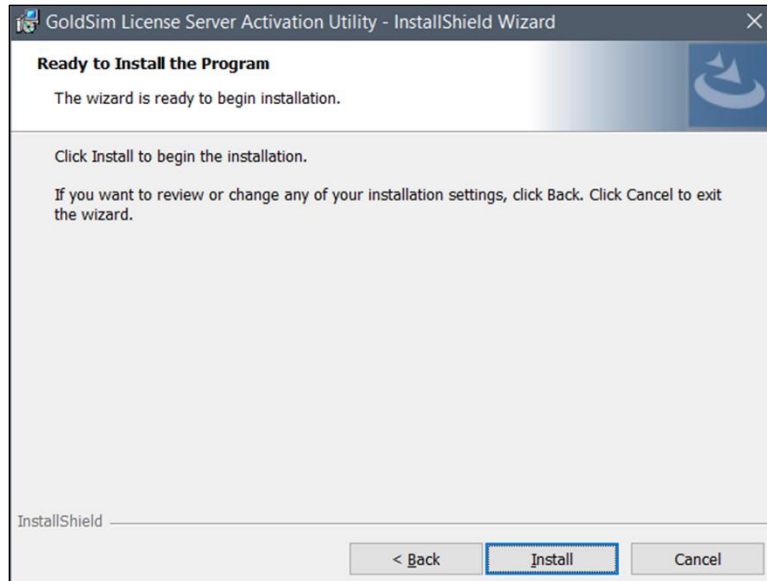 GoldSim License Server Activation Utility - InstallShield Wizard
Ready to Install the Program
The wizard is ready to begin installation.
Click Install to begin the installation.
If you want to review or change any of your installation settings, click Back. Click Cancel to exit
the wizard.
InstallShield
< Back Install Cancel